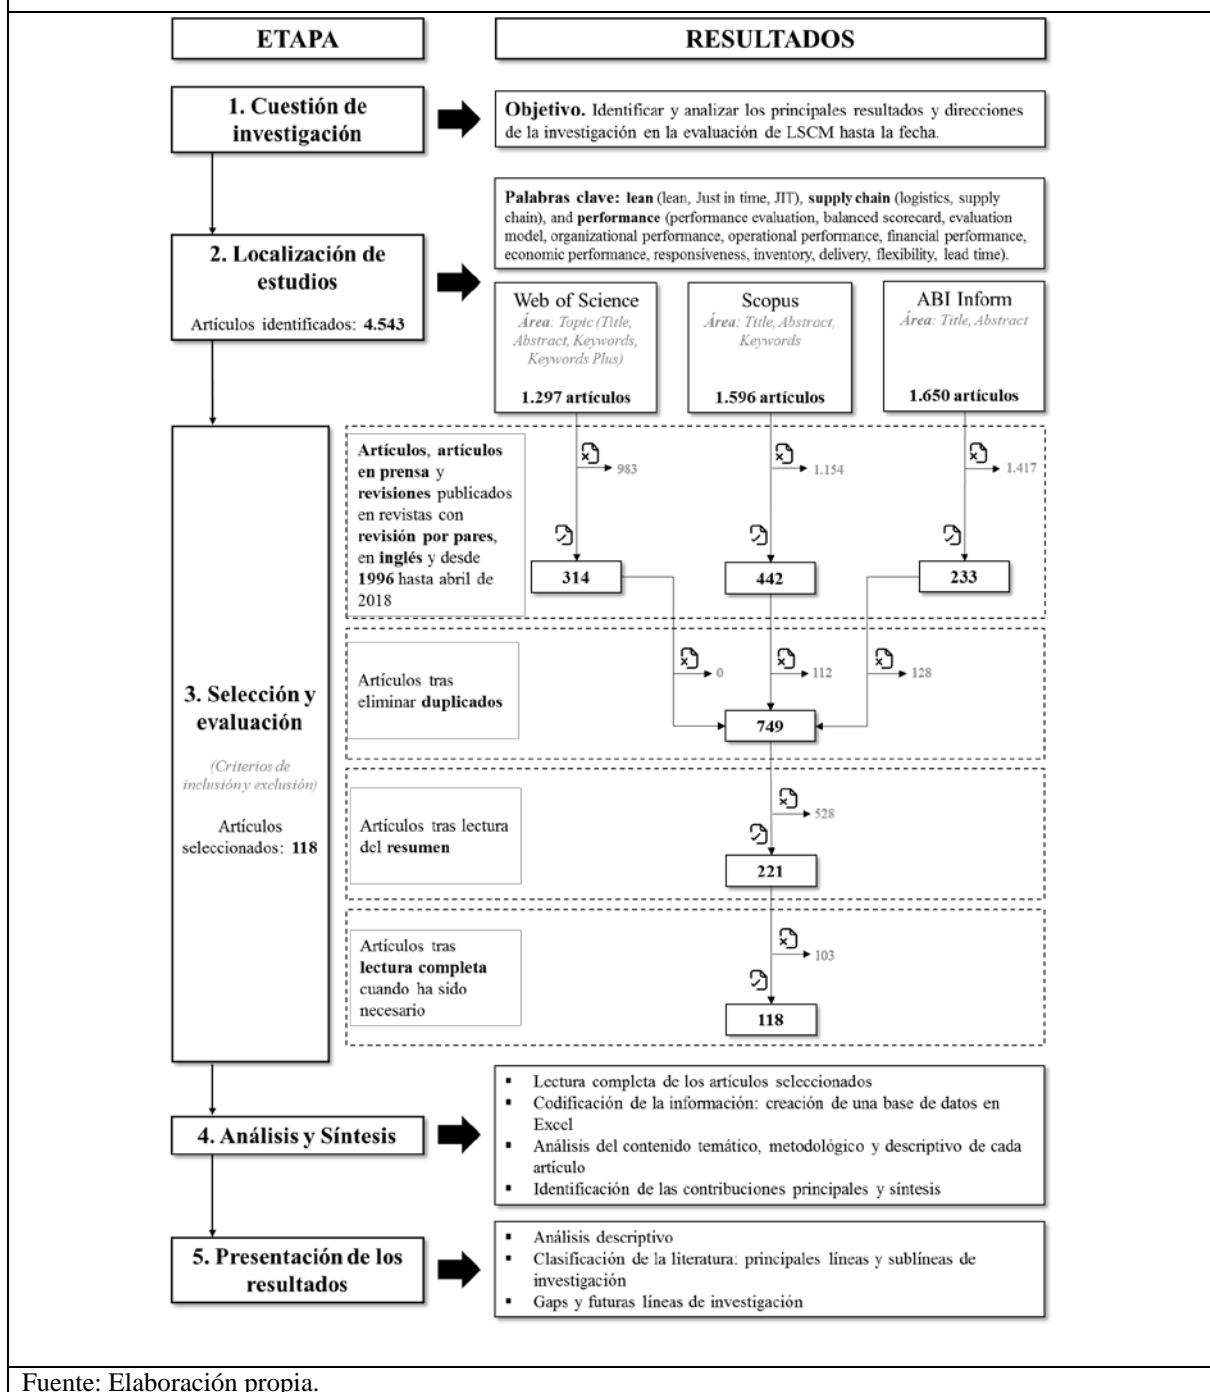 ETAPA
RESULTADOS
1. Cuestión de
investigación
Objetivo. Identificar y analizar los principales resultados y direcciones
de la investigación en la evaluación de LSCM hasta la fecha.
2. Localización de
estudios
Artículos identificados: 4.543
Palabras clave: lean (lean, Just in time, JIT), supply chain (logistics, supply
chain), and performance (performance evaluation, balanced scorecard, evaluation
model, organizational performance, operational performance, financial performance,
economic performance, responsiveness, inventory, delivery, flexibility, lead time).
Web of Science
Área: Topic (Title,
Abstract, Keywords,
Keywords Plus)
1.297 artículos
Scopus
Área: Title, Abstract,
Keywords
1.596 artículos
ABI Inform
Área: Title, Abstract
1.650 artículos
3. Selección y
evaluación
(Criterios de
inclusión y exclusión)
Artículos
seleccionados: 118
Artículos, artículos
en prensa y
revisiones publicados
en revistas con
revisión por pares,
en inglés y desde
1996 hasta abril de
2018
983
1.154
1.417
314
442
233
Artículos tras
eliminar duplicados
0
112
128
749
Artículos tras lectura
del resumen
528
221
Artículos tras
lectura completa
cuando ha sido
necesario
103
118
4. Análisis y Síntesis
▪ Lectura completa de los artículos seleccionados
▪ Codificación de la información: creación de una base de datos en
Excel
▪ Análisis del contenido temático, metodológico y descriptivo de cada
artículo
▪ Identificación de las contribuciones principales y síntesis
5. Presentación de los
resultados
▪ Análisis descriptivo
▪ Clasificación de la literatura: principales líneas y sublíneas de
investigación
▪ Gaps y futuras líneas de investigación
Fuente: Elaboración propia.